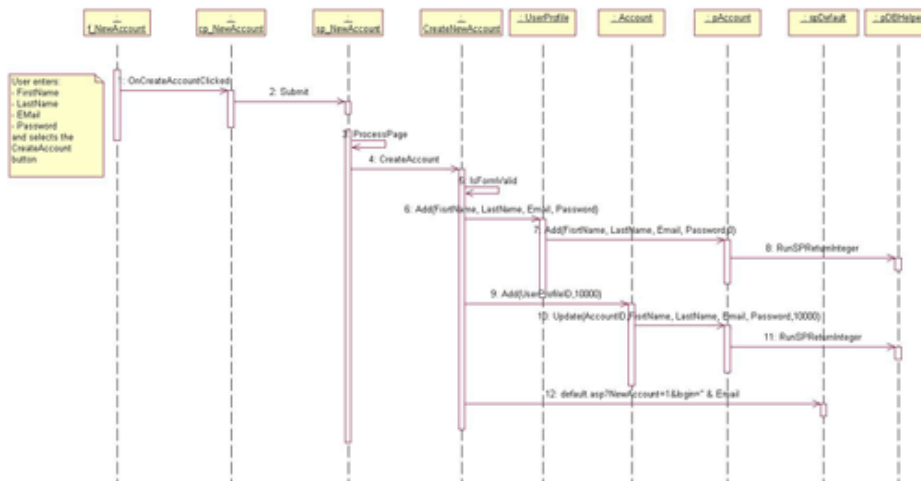 :
f_NewAccount
:
cp_NewAccount
:
sp_NewAccount
:
CreateNewAccount
: UserProfile
: Account
: pAccount
: spDefault
: pDBHelper
User enters:
- FirstName
- LastName
- EMail
- Password
and selects the
CreateAccount
button
1: OnCreateAccountClicked
2: Submit
3: ProcessPage
4: CreateAccount
5: IsFormValid
6: Add(FisrtName, LastName, Email, Password)
7: Add(FisrtName, LastName, Email, Password,0)
8: RunSPReturnInteger
9: Add(UserProfileID,10000)
10: Update(AccountID,FisrtName, LastName, Email, Password,10000)
11: RunSPReturnInteger
12: default.asp?NewAccount=1&login=" & Email